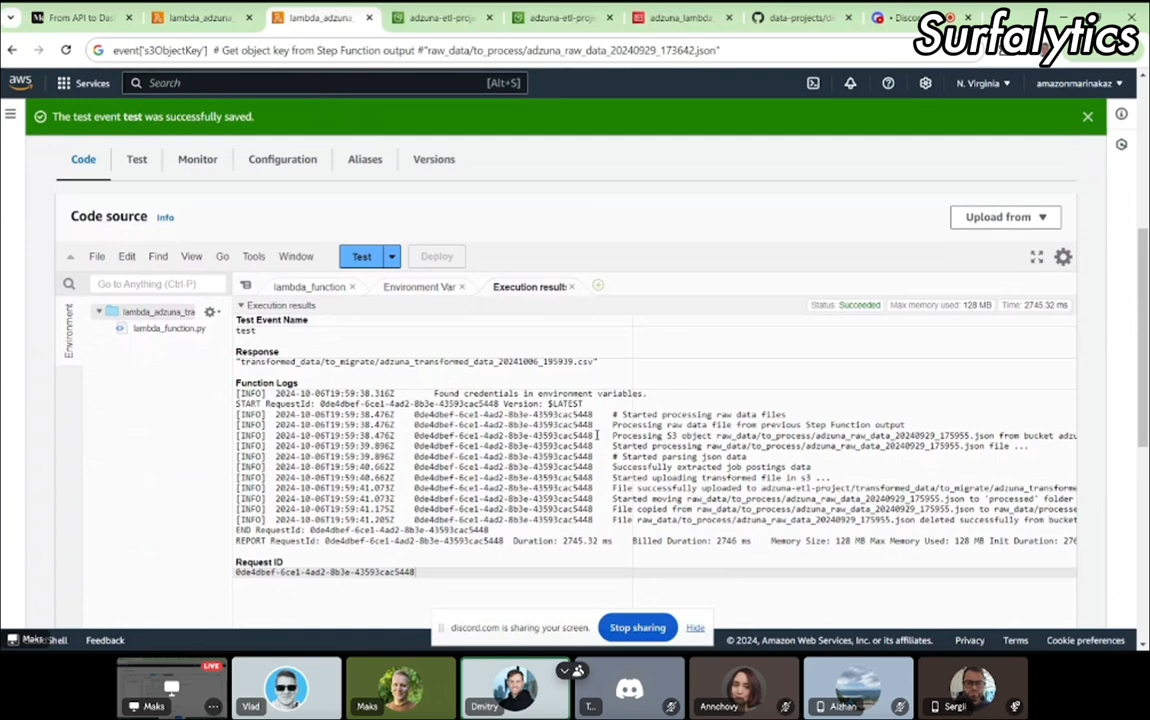 From API to Das
lambda_adzuna_
lambda_adzuna_
adzuna-etl-proj
adzuna-etl-proj
adzuna_lambda_
data-projects/de
Discor
Surfalytics
event['s3ObjectKey'] # Get object key from Step Function output #"raw_data/to_process/adzuna_raw_data_20240929_173642.json"
aws
Services
Search
[Alt+S]
N. Virginia
amazonmarinakaz
The test event test was successfully saved.
Code
Test
Monitor
Configuration
Aliases
Versions
Code source
Info
Upload from
File
Edit
Find
View
Go
Tools
Window
Test
Deploy
Go to Anything (Ctrl-P)
lambda_function.
Environment Var
Execution results
Environment
lambda_adzuna_tra
lambda_function.py
Execution results
Status: Succeeded
Max memory used: 128 MB
Time: 2745.32 ms
Test Event Name
test
Response
"transformed_data/to_migrate/adzuna_transformed_data_20241006_195939.csv"
Function Logs
[INFO] 2024-10-06T19:59:38.316Z Found credentials in environment variables.
START RequestId: 0de4dbef-6ce1-4ad2-8b3e-43593cac5448 Version: $LATEST
[INFO] 2024-10-06T19:59:38.476Z 0de4dbef-6ce1-4ad2-8b3e-43593cac5448 # Started processing raw data files
[INFO] 2024-10-06T19:59:38.476Z 0de4dbef-6ce1-4ad2-8b3e-43593cac5448 Processing raw data file from previous Step Function output
[INFO] 2024-10-06T19:59:38.476Z 0de4dbef-6ce1-4ad2-8b3e-43593cac5448 Processing S3 object raw_data/to_process/adzuna_raw_data_20240929_175955.json from bucket adzu
[INFO] 2024-10-06T19:59:39.896Z 0de4dbef-6ce1-4ad2-8b3e-43593cac5448 Started processing raw_data/to_process/adzuna_raw_data_20240929_175955.json file ...
[INFO] 2024-10-06T19:59:39.896Z 0de4dbef-6ce1-4ad2-8b3e-43593cac5448 # Started parsing json data
[INFO] 2024-10-06T19:59:40.662Z 0de4dbef-6ce1-4ad2-8b3e-43593cac5448 Successfully extracted job postings data
[INFO] 2024-10-06T19:59:40.662Z 0de4dbef-6ce1-4ad2-8b3e-43593cac5448 Started uploading transformed file in s3 ...
[INFO] 2024-10-06T19:59:41.073Z 0de4dbef-6ce1-4ad2-8b3e-43593cac5448 File successfully uploaded to adzuna-etl-project/transformed_data/to_migrate/adzuna_transforme
[INFO] 2024-10-06T19:59:41.073Z 0de4dbef-6ce1-4ad2-8b3e-43593cac5448 Started moving raw_data/to_process/adzuna_raw_data_20240929_175955.json to 'processed' folder
[INFO] 2024-10-06T19:59:41.175Z 0de4dbef-6ce1-4ad2-8b3e-43593cac5448 File copied from raw_data/to_process/adzuna_raw_data_20240929_175955.json to raw_data/processe
[INFO] 2024-10-06T19:59:41.205Z 0de4dbef-6ce1-4ad2-8b3e-43593cac5448 File raw_data/to_process/adzuna_raw_data_20240929_175955.json deleted successfully from bucket
END RequestId: 0de4dbef-6ce1-4ad2-8b3e-43593cac5448
REPORT RequestId: 0de4dbef-6ce1-4ad2-8b3e-43593cac5448 Duration: 2745.32 ms Billed Duration: 2746 ms Memory Size: 128 MB Max Memory Used: 128 MB Init Duration: 276
Request ID
0de4dbef-6ce1-4ad2-8b3e-43593cac5448
discord.com is sharing your screen.
Stop sharing
Hide
Maks
Feedback
© 2024, Amazon Web Services, Inc. or its affiliates.
Privacy
Terms
Cookie preferences
LIVE
Maks
Vlad
Maks
Dmitry
T...
Annchovy
Aizhan
Sergii